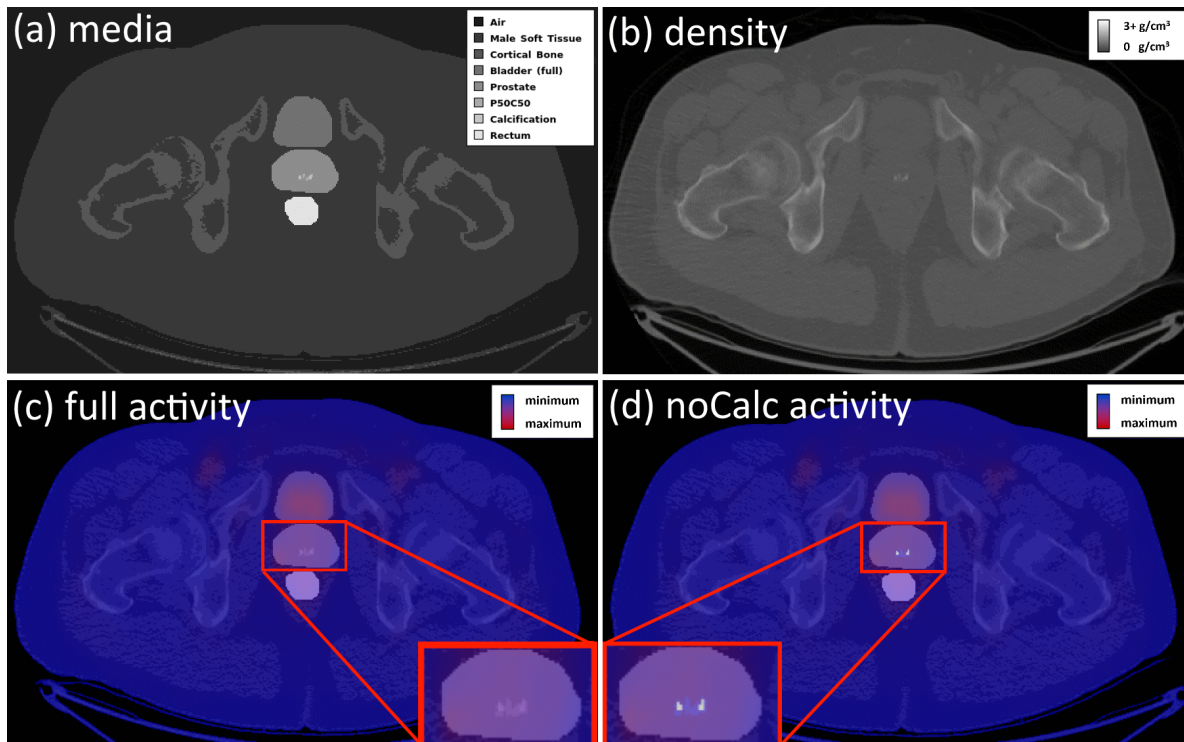 (a) media
Air
Male Soft Tissue
Cortical Bone
Bladder (full)
Prostate
P50C50
Calcification
Rectum
(b) density
3+ g/cm³
0 g/cm³
(c) full activity
minimum
maximum
(d) noCalc activity
minimum
maximum